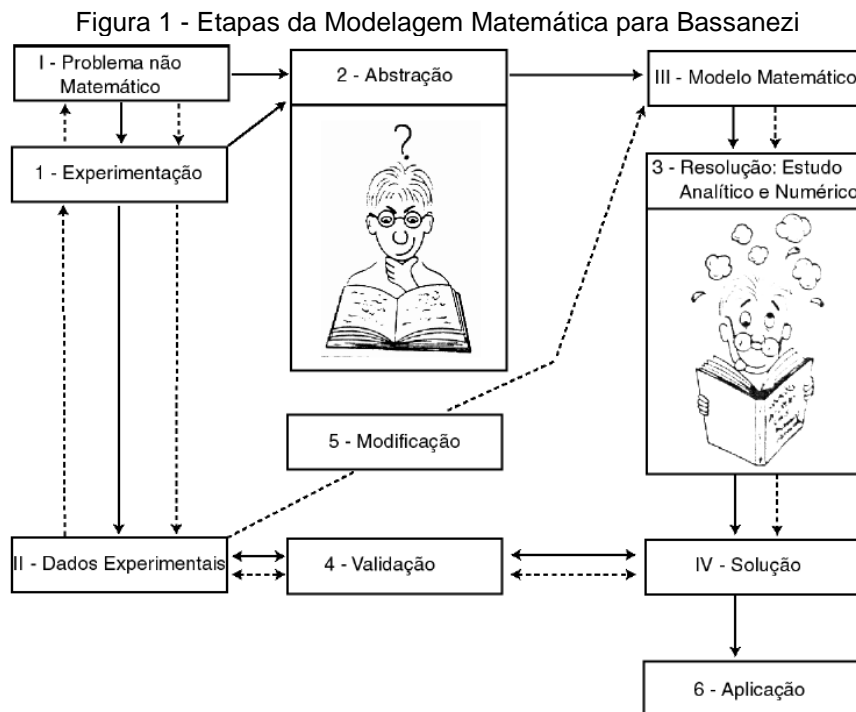 Figura 1 - Etapas da Modelagem Matemática para Bassanezi
I - Problema não
Matemático
2 - Abstração
III - Modelo Matemático
1 - Experimentação
3 - Resolução: Estudo
Analítico e Numérico
?
5 - Modificação
II - Dados Experimentais
4 - Validação
IV - Solução
6 - Aplicação